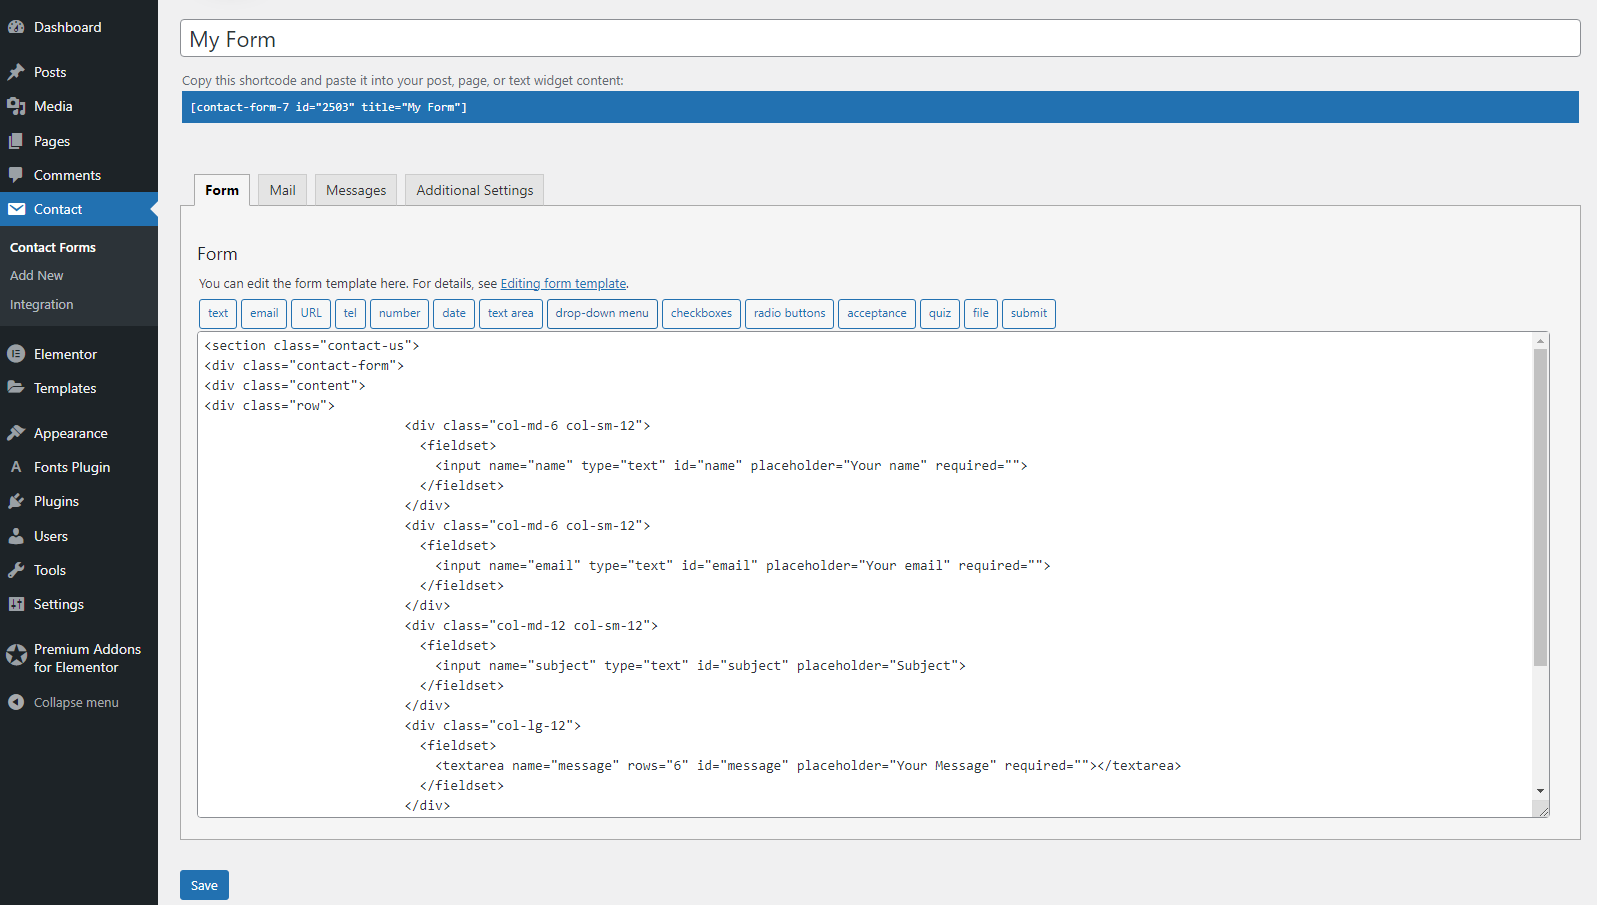 Dashboard
Posts
Media
Pages
Comments
Contact
Contact Forms
Add New
Integration
Elementor
Templates
Appearance
Fonts Plugin
Plugins
Users
Tools
Settings
Premium Addons
for Elementor
Collapse menu
My Form
Copy this shortcode and paste it into your post, page, or text widget content:
[contact-form-7 id="2503" title="My Form"]
Form Mail Messages Additional Settings
Form
You can edit the form template here. For details, see Editing form template.
text email URL tel number date text area drop-down menu checkboxes radio buttons acceptance quiz file submit
<section class="contact-us">
<div class="contact-form">
<div class="content">
<div class="row">
<div class="col-md-6 col-sm-12">
<fieldset>
<input name="name" type="text" id="name" placeholder="Your name" required="">
</fieldset>
</div>
<div class="col-md-6 col-sm-12">
<fieldset>
<input name="email" type="text" id="email" placeholder="Your email" required="">
</fieldset>
</div>
<div class="col-md-12 col-sm-12">
<fieldset>
<input name="subject" type="text" id="subject" placeholder="Subject">
</fieldset>
</div>
<div class="col-lg-12">
<fieldset>
<textarea name="message" rows="6" id="message" placeholder="Your Message" required=""></textarea>
</fieldset>
</div>
Save